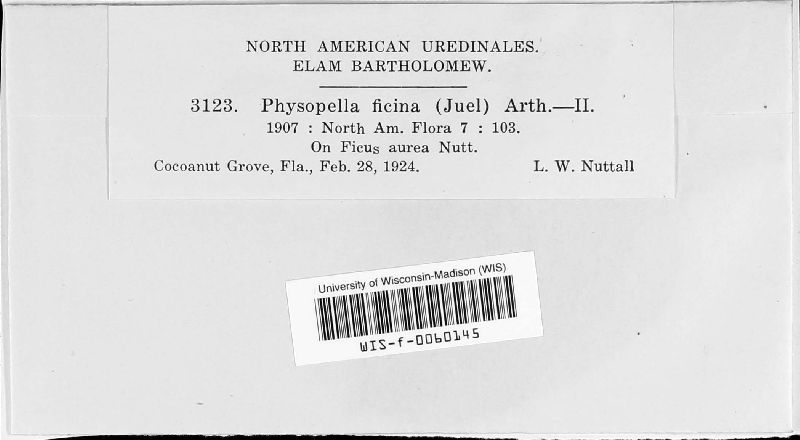 NORTH AMERICAN UREDINALES.
ELAM BARTHOLOMEW.
3123. Physopella ficina (Juel) Arth.—II.
1907 : North Am. Flora 7 : 103.
On Ficus aurea Nutt.
Cocoanut Grove, Fla., Feb. 28, 1924. L. W. Nuttall
University of Wisconsin-Madison (WIS)
WIS-f-0060145